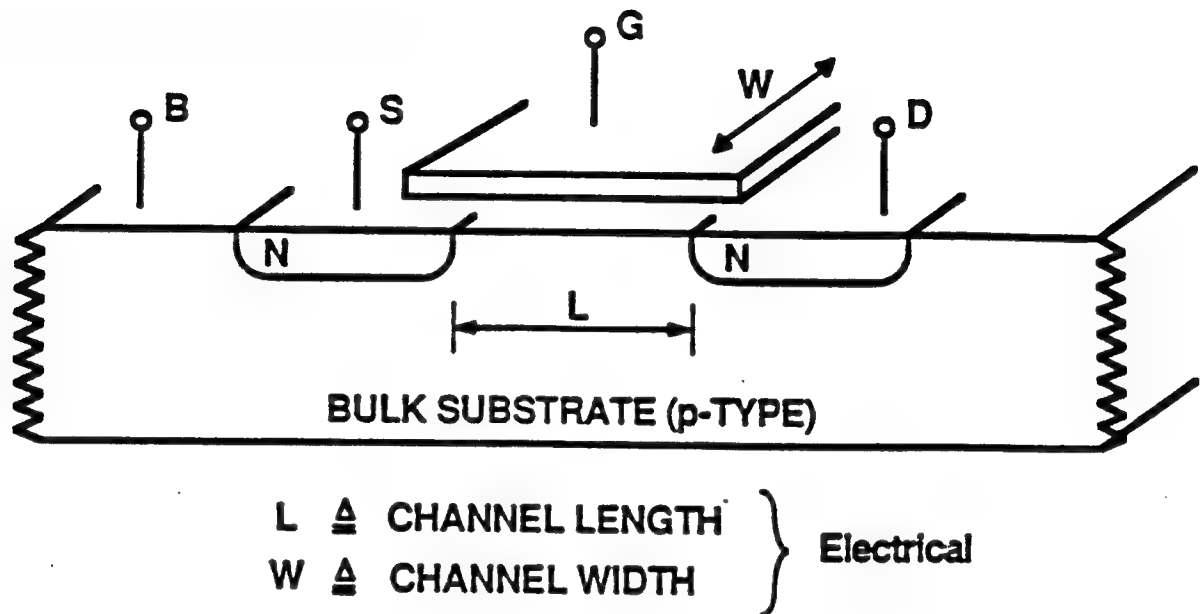 G
W
B
S
D
N
N
L
BULK SUBSTRATE (p-TYPE)
L ≜ CHANNEL LENGTH
W ≜ CHANNEL WIDTH
Electrical